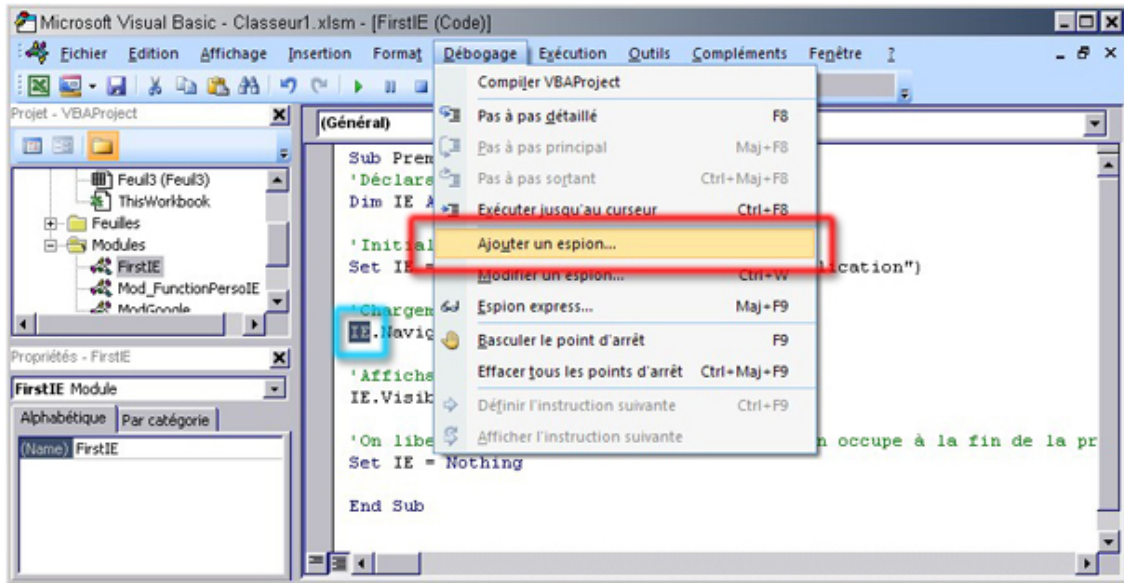 Microsoft Visual Basic - Classeur1.xlsm - [FirstIE (Code)]
Eichier Edition Affichage Insertion Format Débogage Exécution Outils Compléments Fenêtre ?
Projet - VBAProject
Feuil3 (Feuil3)
ThisWorkbook
Feuilles
Modules
FirstIE
Mod_FunctionPersoIE
ModGoogle
Propriétés - FirstIE
FirstIE Module
Alphabétique Par catégorie
(Name) FirstIE
(Général)
Sub Prem
'Déclara
Dim IE A
'Initial
Set IE = lication")
'Chargem
IE.Navig
'Affiche
IE.Visib
'On libe n occupe à la fin de la pr
Set IE = Nothing
End Sub
Compiler VBAProject
Pas à pas détaillé F8
Pas à pas principal Maj+F8
Pas à pas sortant Ctrl+Maj+F8
Exécuter jusqu'au curseur Ctrl+F8
Ajouter un espion...
Modifier un espion... Ctrl+W
Espion express... Maj+F9
Basculer le point d'arrêt F9
Effacer tous les points d'arrêt Ctrl+Maj+F9
Définir l'instruction suivante Ctrl+F9
Afficher l'instruction suivante